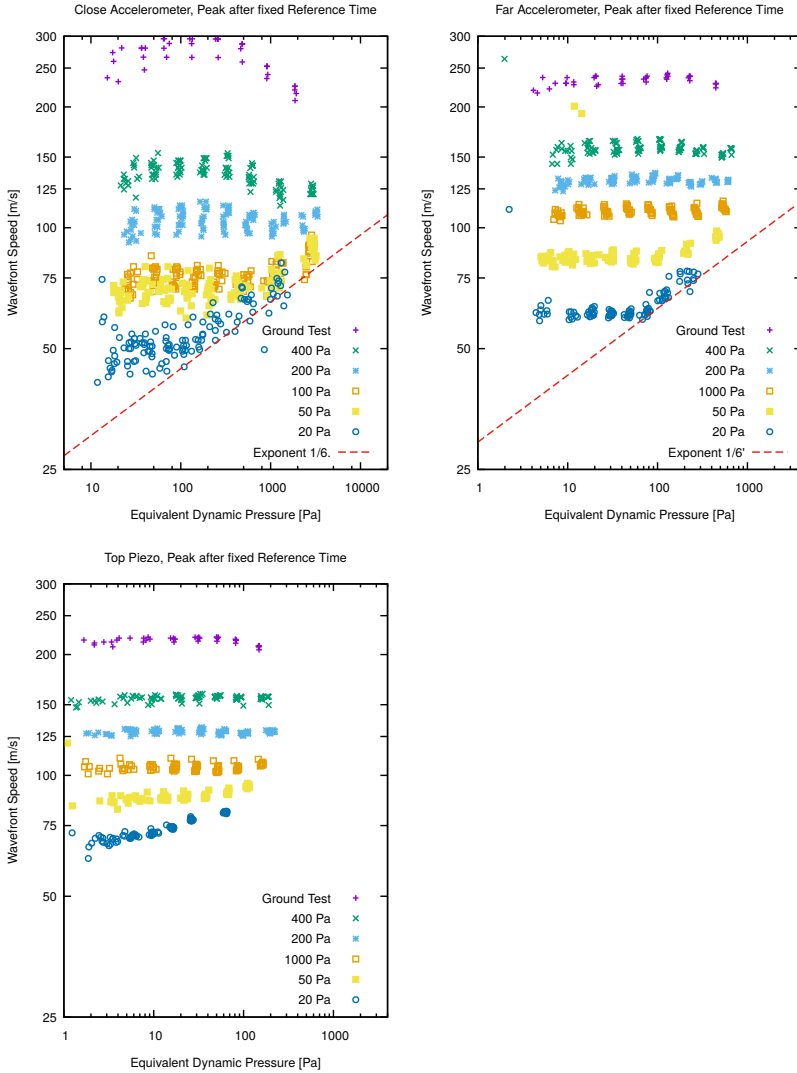 Close Accelerometer, Peak after fixed Reference Time
300
250
200
150
125
100
75
50
25
Wavefront Speed [m/s]
Ground Test
400 Pa
200 Pa
100 Pa
50 Pa
20 Pa
Exponent 1/6.
10 100 1000 10000
Equivalent Dynamic Pressure [Pa]
Far Accelerometer, Peak after fixed Reference Time
300
250
200
150
125
100
75
50
25
Wavefront Speed [m/s]
Ground Test
400 Pa
200 Pa
1000 Pa
50 Pa
20 Pa
Exponent 1/6'
1 10 100 1000
Equivalent Dynamic Pressure [Pa]
Top Piezo, Peak after fixed Reference Time
300
250
200
150
125
100
75
50
25
Wavefront Speed [m/s]
Ground Test
400 Pa
200 Pa
1000 Pa
50 Pa
20 Pa
1 10 100 1000
Equivalent Dynamic Pressure [Pa]